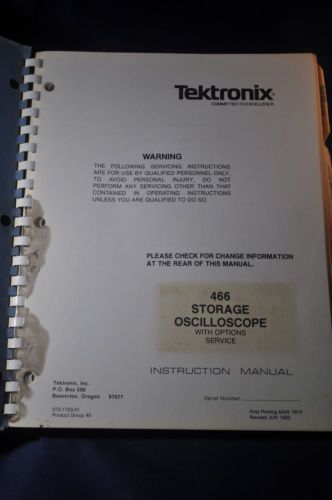 Tektronix®
COMMITTED TO EXCELLENCE
WARNING
THE FOLLOWING SERVICING INSTRUCTIONS
ARE FOR USE BY QUALIFIED PERSONNEL ONLY.
TO AVOID PERSONAL INJURY, DO NOT
PERFORM ANY SERVICING OTHER THAN THAT
CONTAINED IN OPERATING INSTRUCTIONS
UNLESS YOU ARE QUALIFIED TO DO SO.
PLEASE CHECK FOR CHANGE INFORMATION
AT THE REAR OF THIS MANUAL.
466
STORAGE
OSCILLOSCOPE
WITH OPTIONS
SERVICE
INSTRUCTION MANUAL
Tektronix, Inc.
P.O. Box 500
Beaverton, Oregon 97077
Serial Number
070-1753-01
Product Group 40
First Printing MAR 1974
Revised JUN 1983